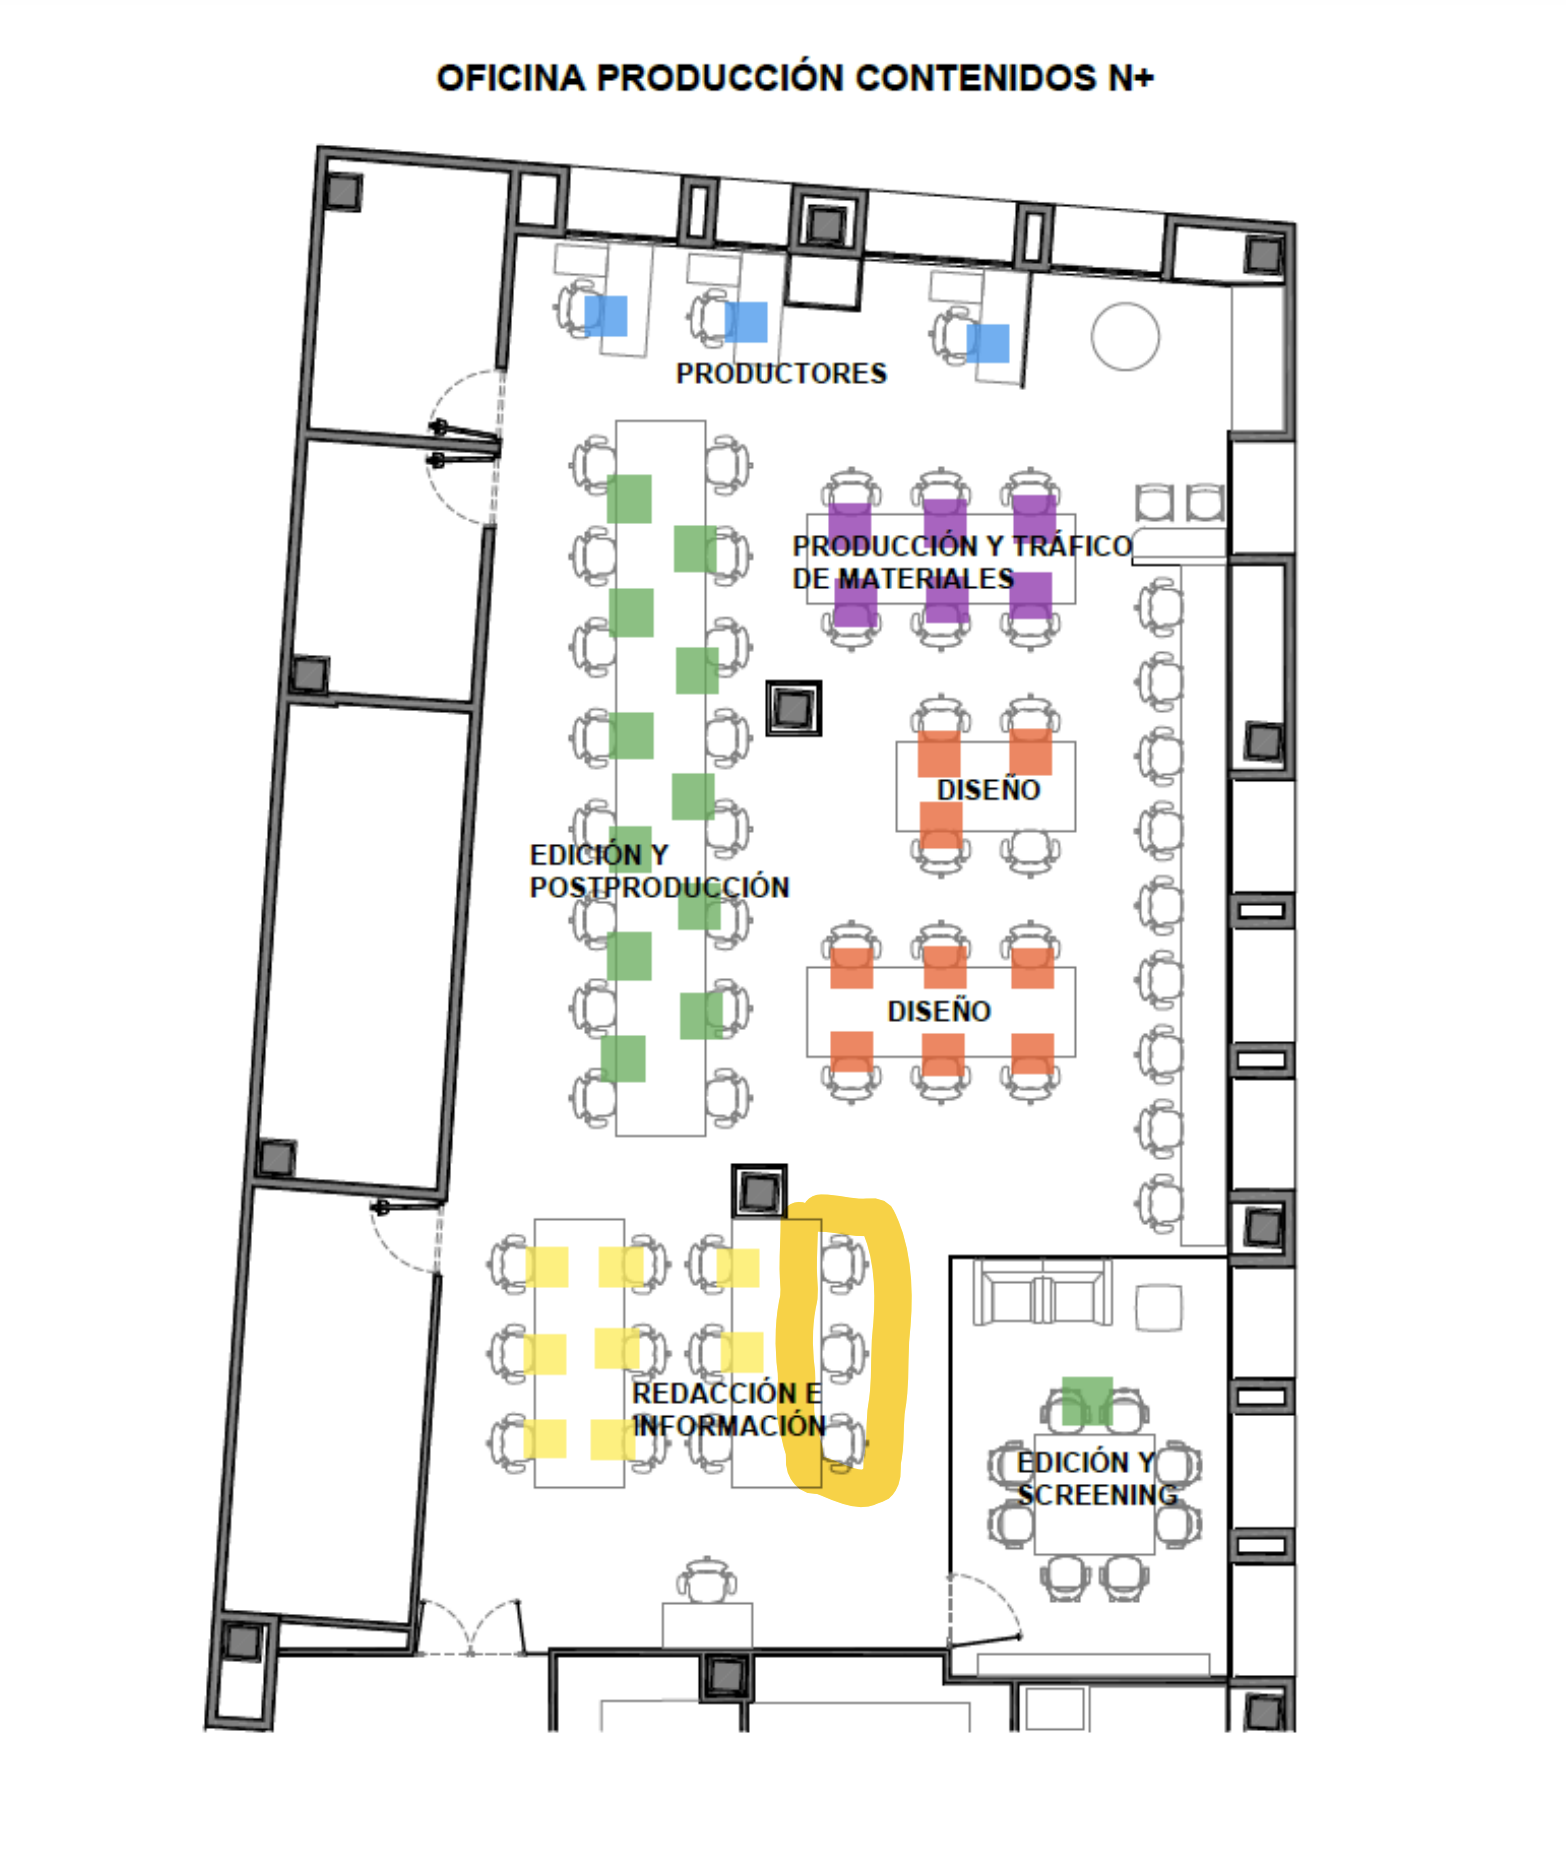 OFICINA PRODUCCIÓN CONTENIDOS N+
PRODUCTORES
PRODUCCIÓN Y TRÁFICO
DE MATERIALES
DISEÑO
EDICIÓN Y
POSTPRODUCCIÓN
DISEÑO
REDACCIÓN E
INFORMACIÓN
EDICIÓN Y
SCREENING